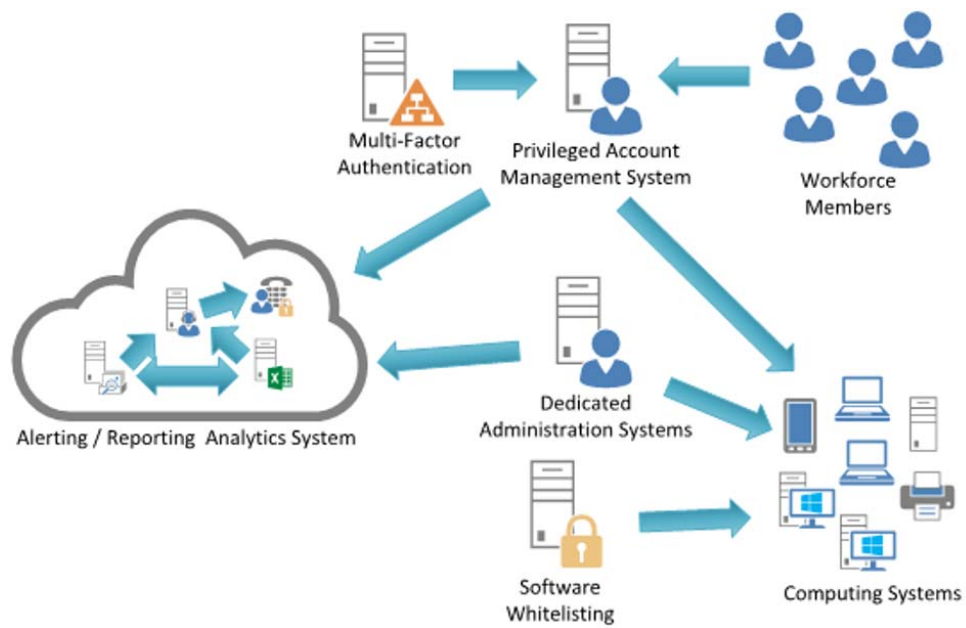 Multi-Factor
Authentication
Privileged Account
Management System
Workforce
Members
Alerting / Reporting Analytics System
Dedicated
Administration Systems
Software
Whitelisting
Computing Systems